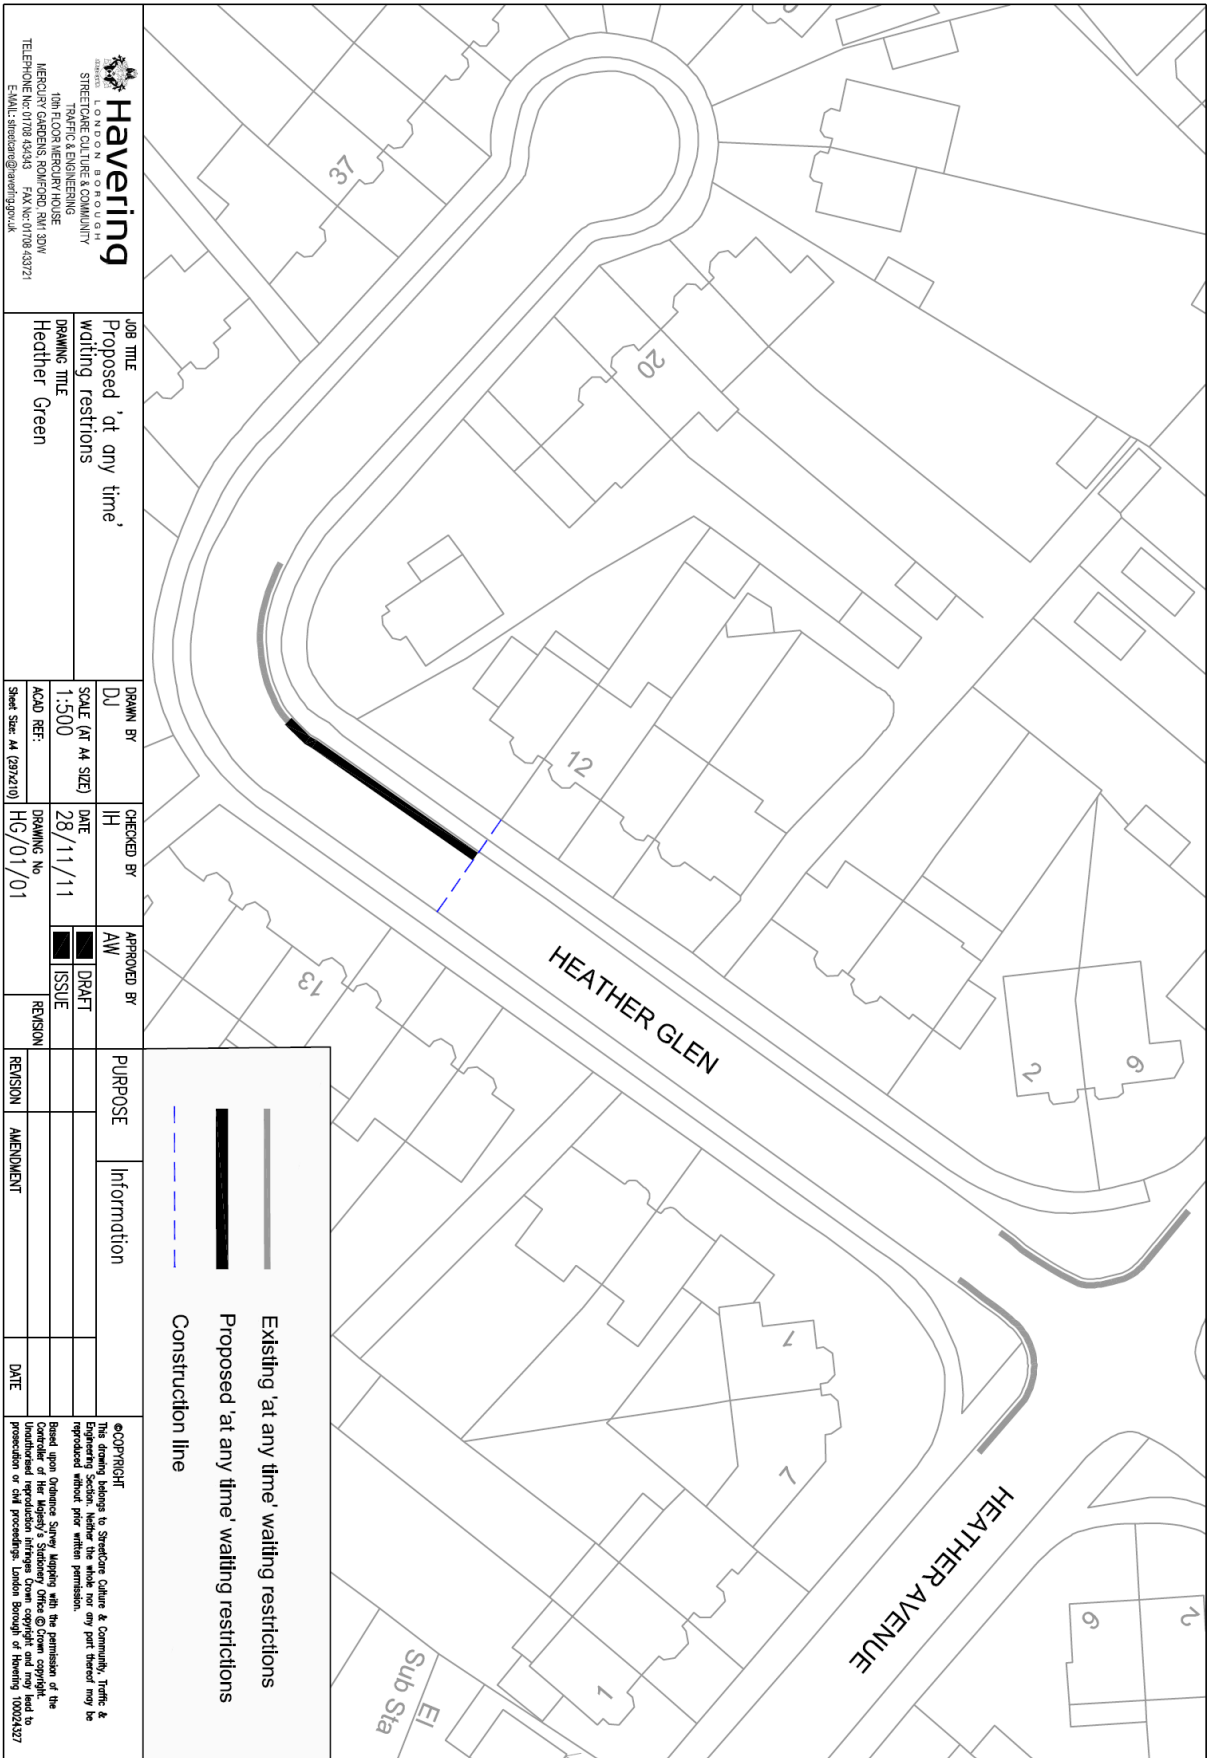 37
20
12
13
HEATHER GLEN
2
9
1
7
HEATHER AVENUE
6
2
1
El
Sub Sta
Existing 'at any time' waiting restrictions
Proposed 'at any time' waiting restrictions
Construction line
Havering
LONDON BOROUGH
STREETCARE CULTURE & COMMUNITY
TRAFFIC & ENGINEERING
10th FLOOR MERCURY HOUSE
MERCURY GARDENS, ROMFORD, RM1 3DW
TELEPHONE No: 01708 434343 FAX No: 01708 433721
E-MAIL: streetcare@havering.gov.uk
JOB TITLE
Proposed 'at any time'
waiting restrions
DRAWING TITLE
Heather Green
DRAWN BY
DJ
CHECKED BY
IH
APPROVED BY
AW
SCALE (AT A4 SIZE)
1:500
DATE
28/11/11
DRAFT
ISSUE
ACAD REF:
DRAWING No
HG/01/01
REVISION
Sheet Size: A4 (297x210)
PURPOSE
Information
REVISION
AMENDMENT
DATE
©COPYRIGHT
This drawing belongs to StreetCare Culture & Community, Traffic &
Engineering Section. Neither the whole nor any part thereof may be
reproduced without prior written permission.
Based upon Ordnance Survey Mapping with the permission of the
Controller of Her Majesty's Stationery Office © Crown copyright.
Unauthorised reproduction infringes Crown copyright and may lead to
prosecution or civil proceedings. London Borough of Havering 100024327